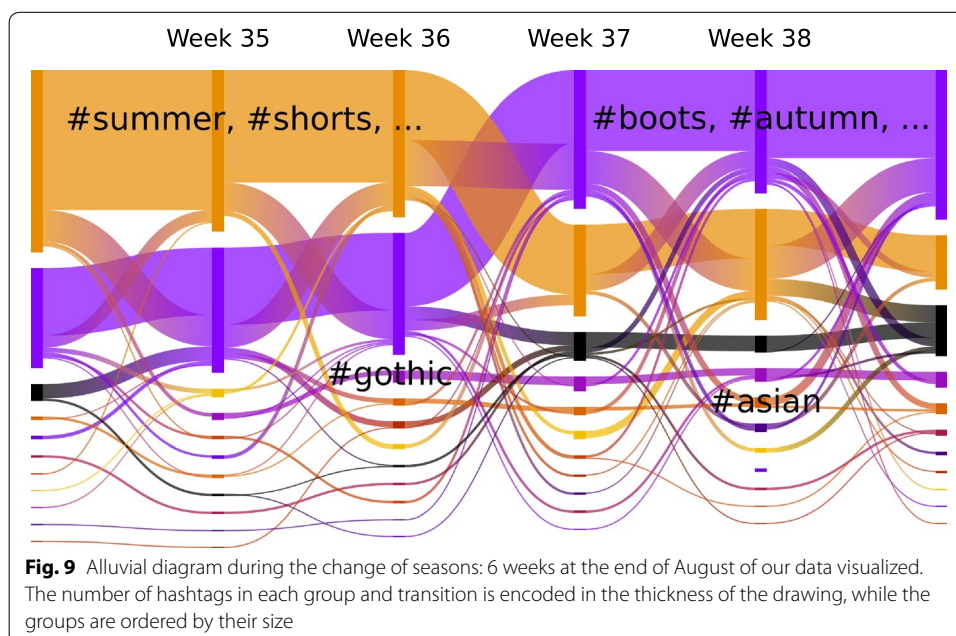 Week 35 Week 36 Week 37 Week 38
#summer, #shorts, ... #boots, #autumn, ...
#gothic
#asian
Fig. 9 Alluvial diagram during the change of seasons: 6 weeks at the end of August of our data visualized.
The number of hashtags in each group and transition is encoded in the thickness of the drawing, while the
groups are ordered by their size